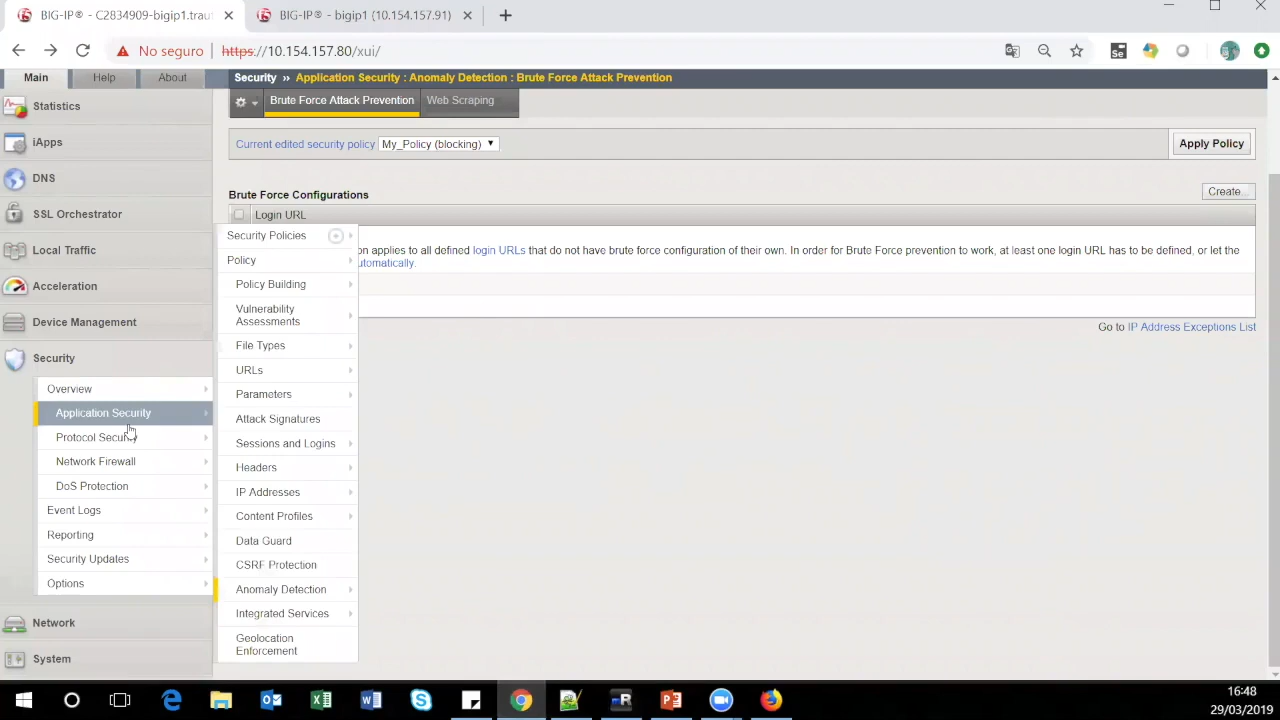 BIG-IP® - C2834909-bigip1.trau
BIG-IP® - bigip1 (10.154.157.91)
No seguro
https://10.154.157.80/xui/
Main
Help
About
Security » Application Security : Anomaly Detection : Brute Force Attack Prevention
Statistics
iApps
DNS
SSL Orchestrator
Local Traffic
Acceleration
Device Management
Security
Overview
Application Security
Protocol Security
Network Firewall
DoS Protection
Event Logs
Reporting
Security Updates
Options
Network
System
Brute Force Attack Prevention
Web Scraping
Current edited security policy My_Policy (blocking)
Apply Policy
Brute Force Configurations
Create...
Login URL
on applies to all defined login URLs that do not have brute force configuration of their own. In order for Brute Force prevention to work, at least one login URL has to be defined, or let the
utomatically.
Go to IP Address Exceptions List
Security Policies
Policy
Policy Building
Vulnerability
Assessments
File Types
URLs
Parameters
Attack Signatures
Sessions and Logins
Headers
IP Addresses
Content Profiles
Data Guard
CSRF Protection
Anomaly Detection
Integrated Services
Geolocation
Enforcement
16:48
29/03/2019